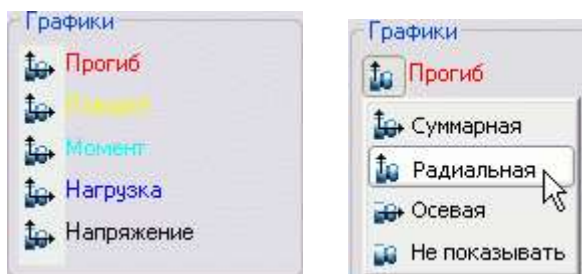 Графики
Прогиб
Момент
Нагрузка
Напряжение
Графики
Прогиб
Суммарная
Радиальная
Осевая
Не показывать